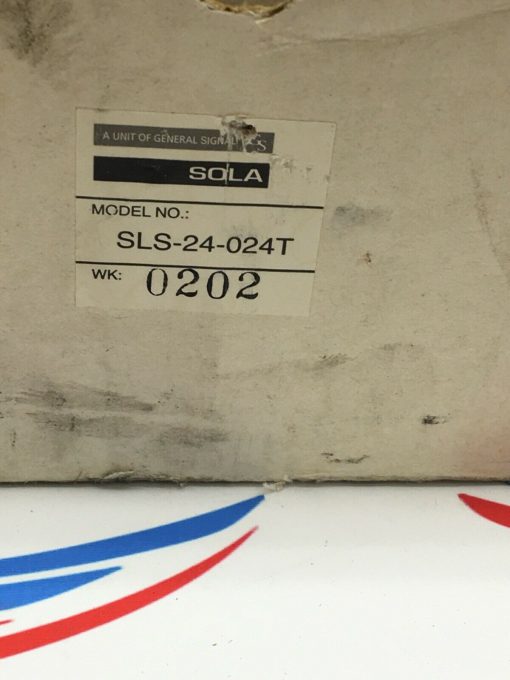 A UNIT OF GENERAL SIGNAL
SOLA
MODEL NO.:
SLS-24-024T
WK: 0202